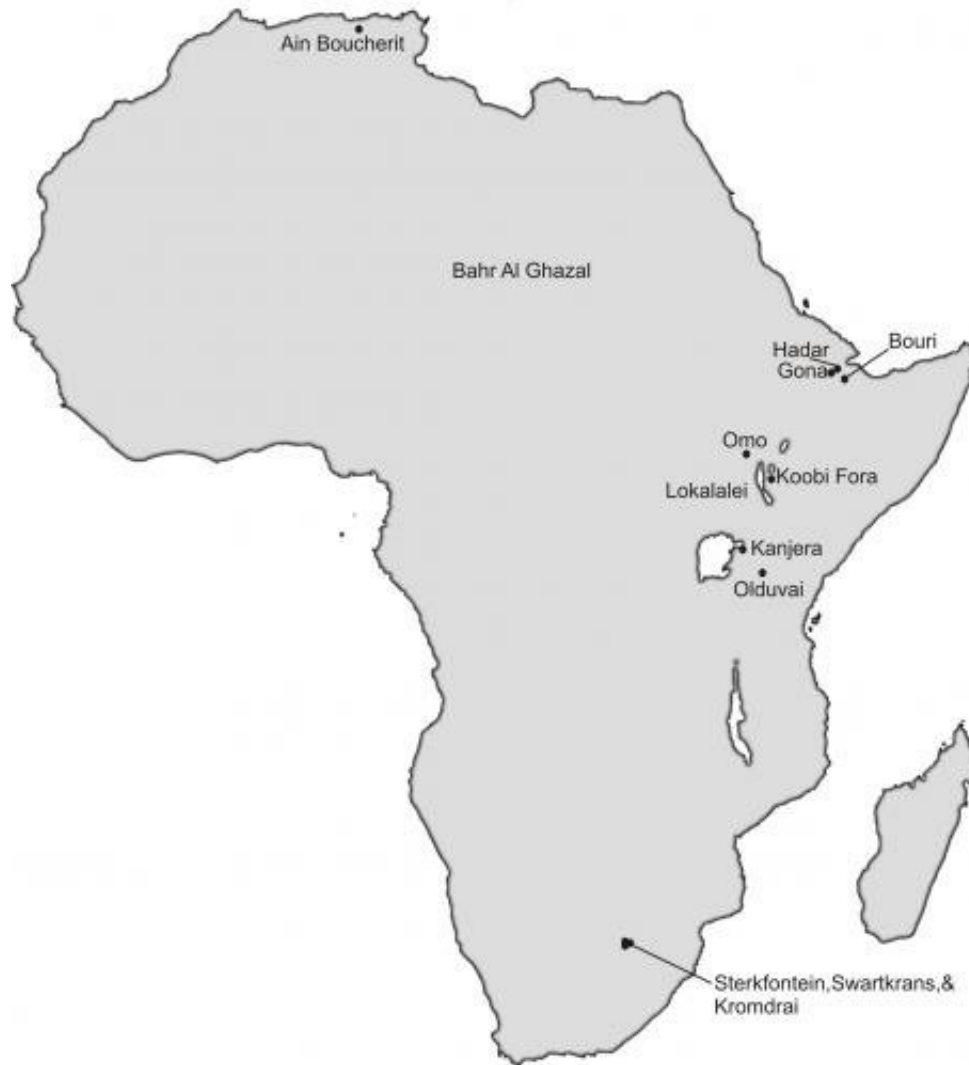 Ain Boucherit
Bahr Al Ghazal
Bouri
Hadar
Gona
Omo
Koobi Fora
Lokalalei
Kanjera
Olduvai
Sterkfontein,Swartkrans,&
Kromdrai